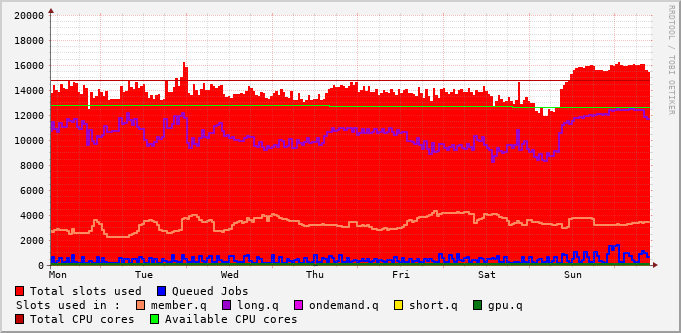 20000
18000
16000
14000
12000
10000
8000
6000
4000
2000
0
Mon Tue Wed Thu Fri Sat Sun
Total slots used Queued Jobs
Slots used in : member.q long.q ondemand.q short.q gpu.q
Total CPU cores Available CPU cores
RRDTOOL / TOBI OETIKER